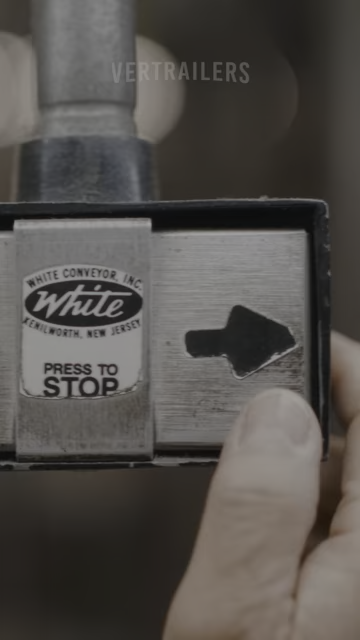 VERTRAILERS
WHITE CONVEYOR, INC.
White
KENILWORTH, NEW JERSEY
PRESS TO
STOP